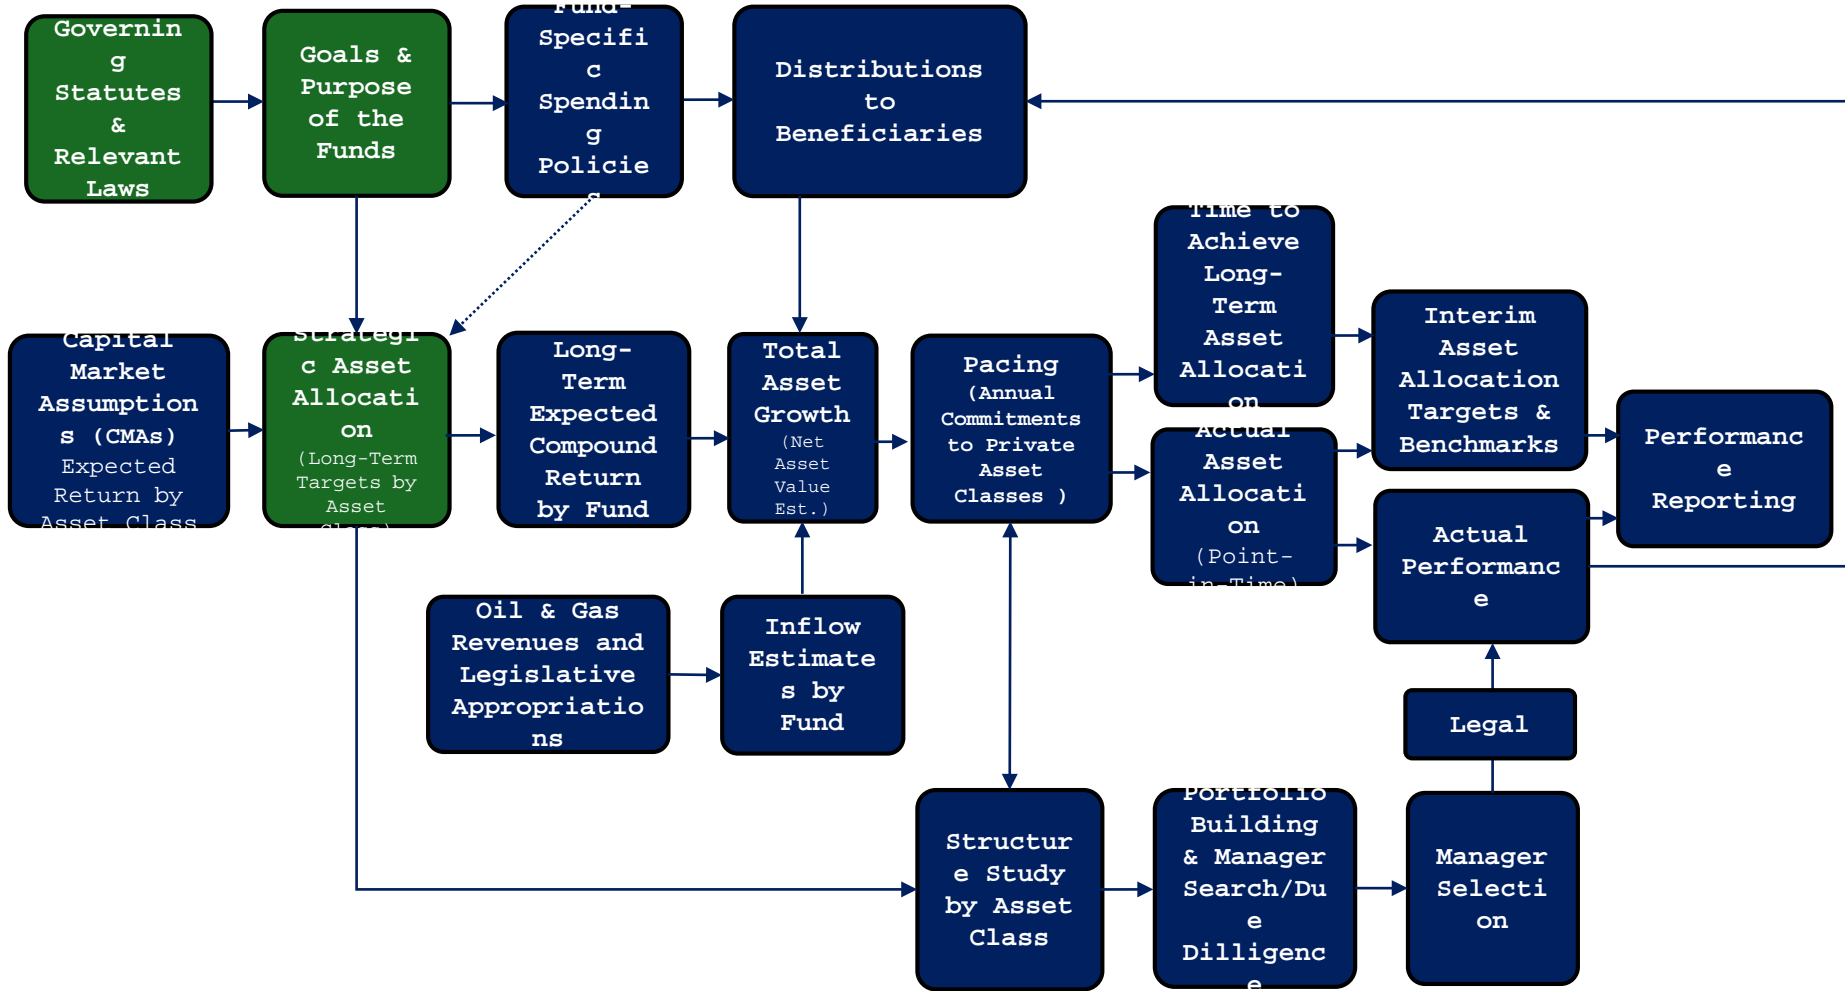 Governin
g
Statutes
&
Relevant
Laws
Goals &
Purpose
of the
Funds
Fund-
Specifi
c
Spendin
g
Policie
s
Distributions
to
Beneficiaries
Capital
Market
Assumption
s (CMAs)
Expected
Return by
Asset Class
Strategi
c Asset
Allocati
on
(Long-Term
Targets by
Asset
Class)
Long-
Term
Expected
Compound
Return
by Fund
Total
Asset
Growth
(Net
Asset
Value
Est.)
Pacing
(Annual
Commitments
to Private
Asset
Classes )
Time to
Achieve
Long-
Term
Asset
Allocati
on
Actual
Asset
Allocati
on
(Point-
in-Time)
Interim
Asset
Allocation
Targets &
Benchmarks
Performanc
e
Reporting
Actual
Performanc
e
Oil & Gas
Revenues and
Legislative
Appropriatio
ns
Inflow
Estimate
s by
Fund
Legal
Structur
e Study
by Asset
Class
Portfolio
Building
& Manager
Search/Du
e
Dilligenc
e
Manager
Selecti
on